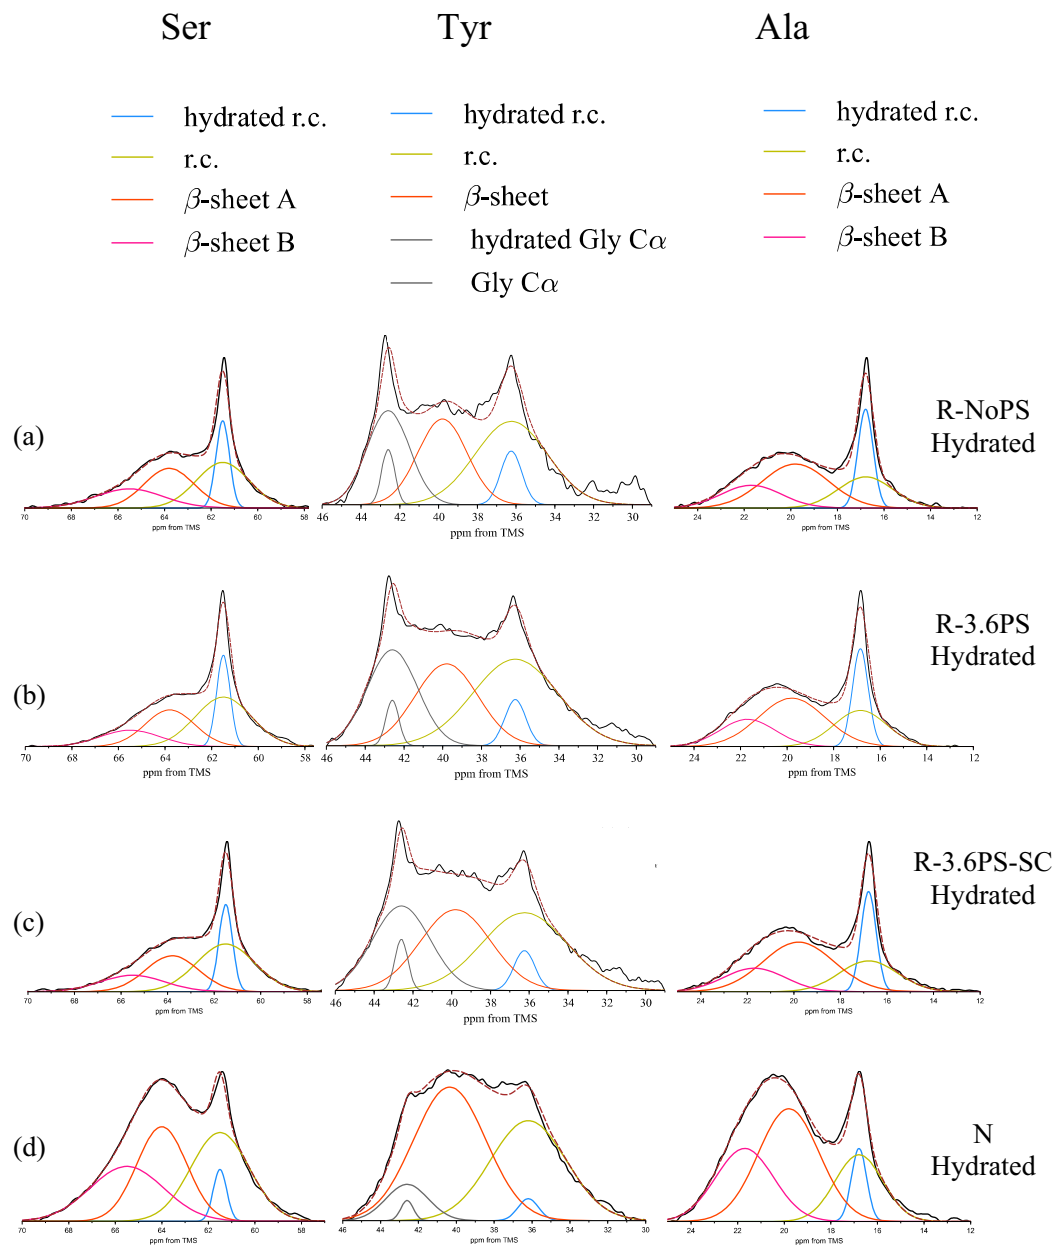 Ser Tyr Ala
hydrated r.c. hydrated r.c. hydrated r.c.
r.c. r.c. r.c.
β-sheet A β-sheet β-sheet A
β-sheet B hydrated Gly Cα β-sheet B
Gly Cα
(a) R-NoPS
Hydrated
70 68 66 64 62 60 58 46 44 42 40 38 36 34 32 30 24 22 20 18 16 14 12
ppm from TMS ppm from TMS ppm from TMS
(b) R-3.6PS
Hydrated
70 68 66 64 62 60 58 46 44 42 40 38 36 34 32 30 24 22 20 18 16 14 12
ppm from TMS ppm from TMS ppm from TMS
(c) R-3.6PS-SC
Hydrated
70 68 66 64 62 60 58 46 44 42 40 38 36 34 32 30 24 22 20 18 16 14 12
ppm from TMS ppm from TMS ppm from TMS
(d) N
Hydrated
70 68 66 64 62 60 58 46 44 42 40 38 36 34 32 30 24 22 20 18 16 14 12
ppm from TMS ppm from TMS ppm from TMS